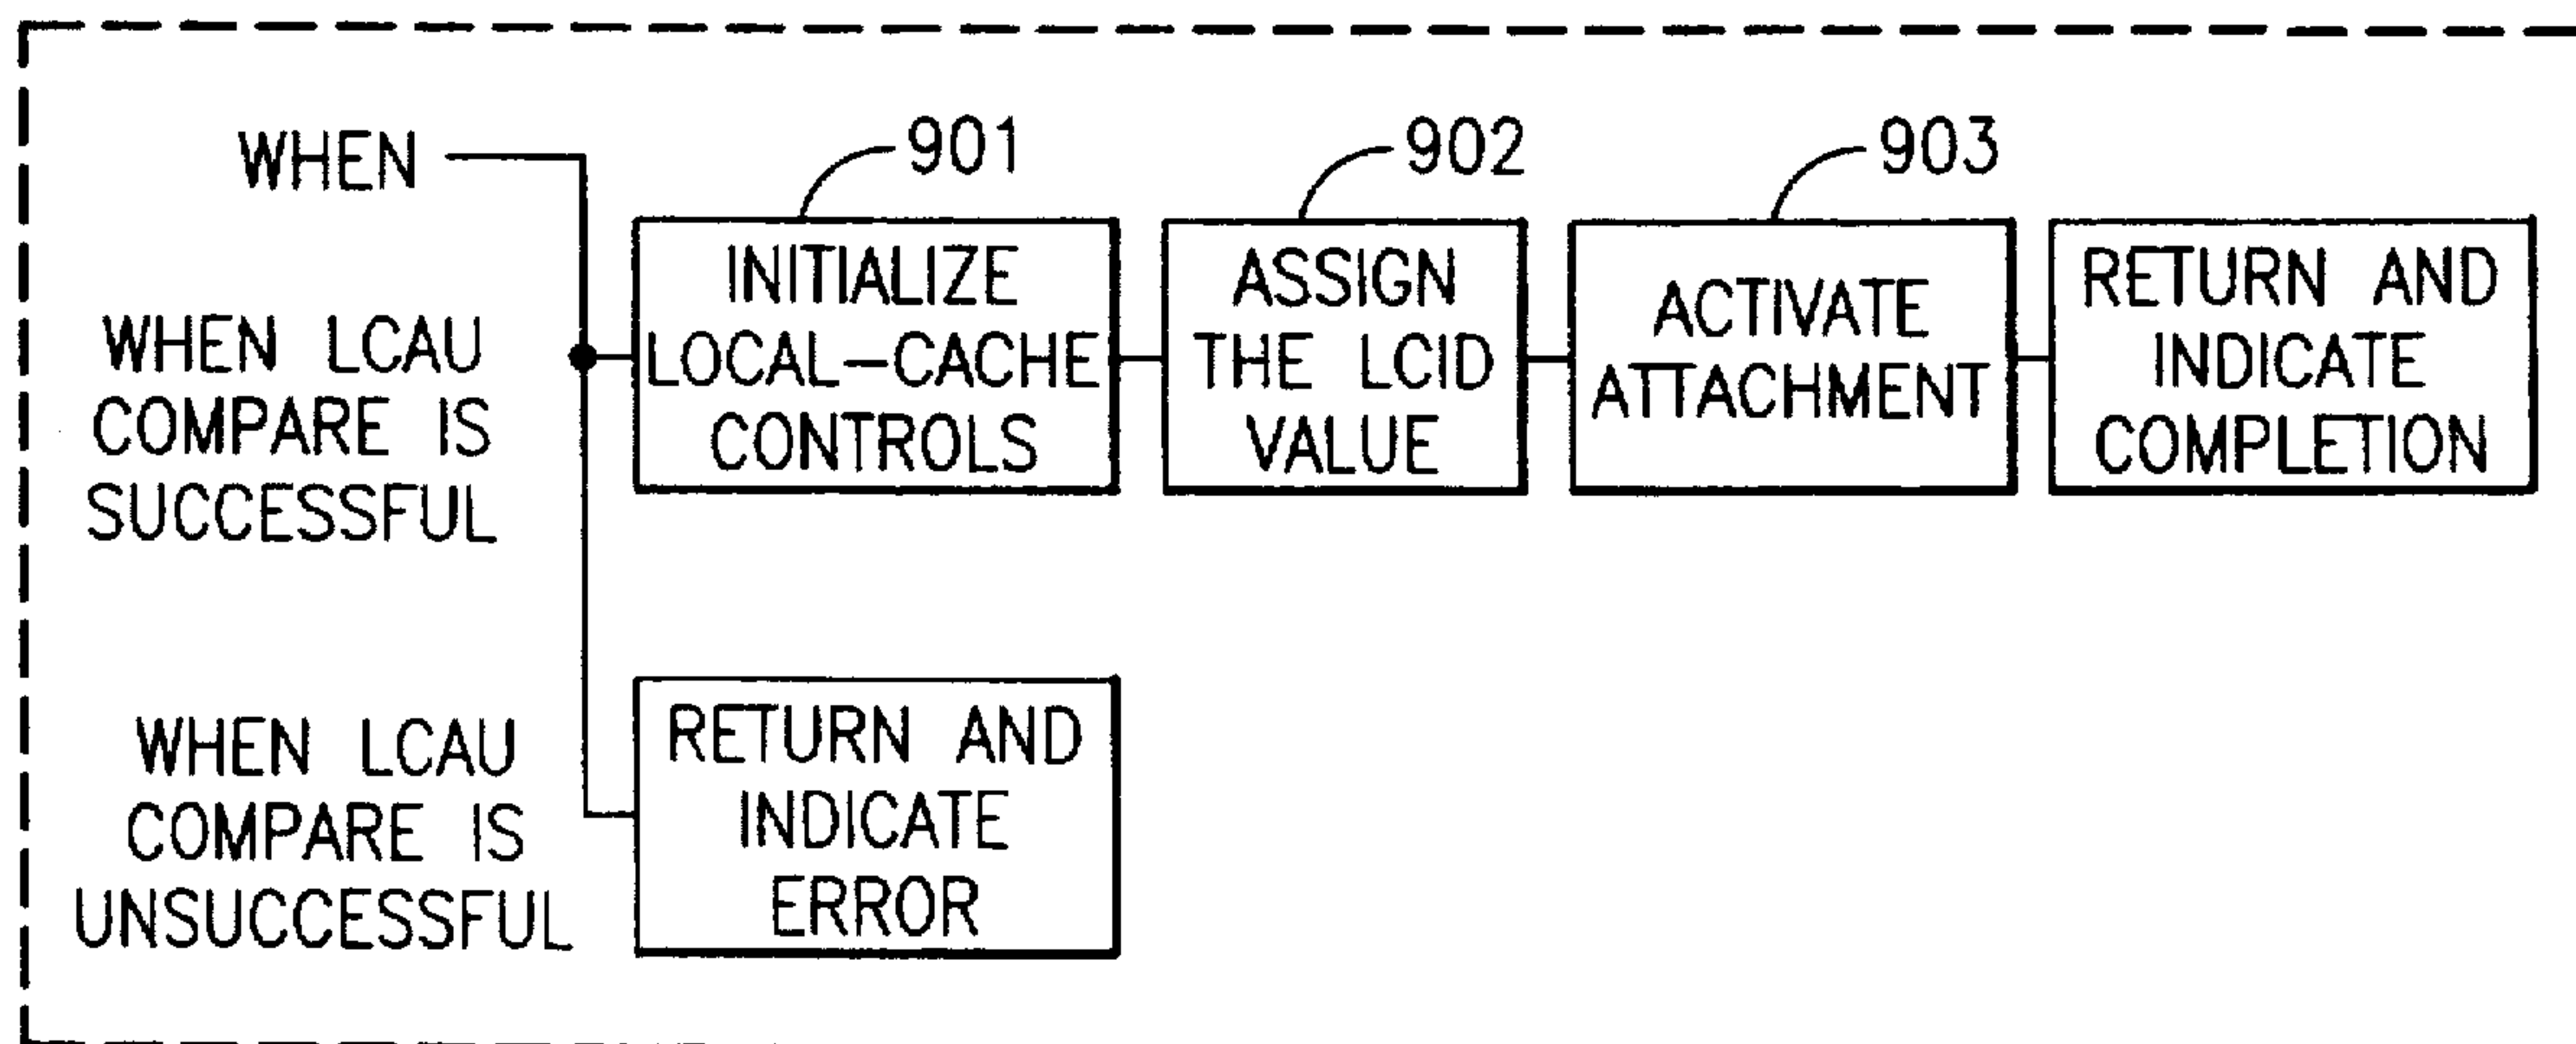 WHEN
901
902
903
INITIALIZE
LOCAL-CACHE
CONTROLS
ASSIGN
THE LCID
VALUE
ACTIVATE
ATTACHMENT
RETURN AND
INDICATE
COMPLETION
WHEN LCAU
COMPARE IS
SUCCESSFUL
WHEN LCAU
COMPARE IS
UNSUCCESSFUL
RETURN AND
INDICATE
ERROR